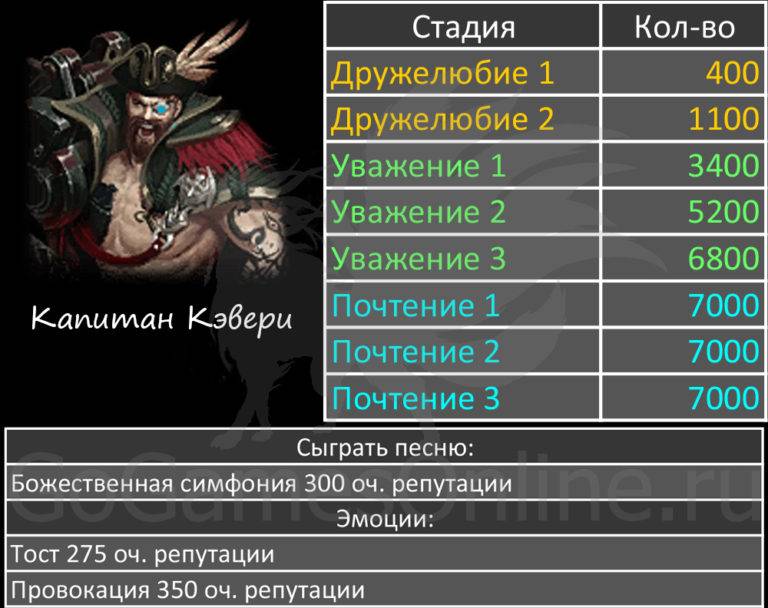 Стадия Кол-во
Дружелюбие 1 400
Дружелюбие 2 1100
Уважение 1 3400
Уважение 2 5200
Уважение 3 6800
Почтение 1 7000
Почтение 2 7000
Почтение 3 7000
Капитан Кэвери
Сыграть песню:
Божественная симфония 300 оч. репутации
Эмоции:
Тост 275 оч. репутации
Провокация 350 оч. репутации
GoGamesOnline.ru